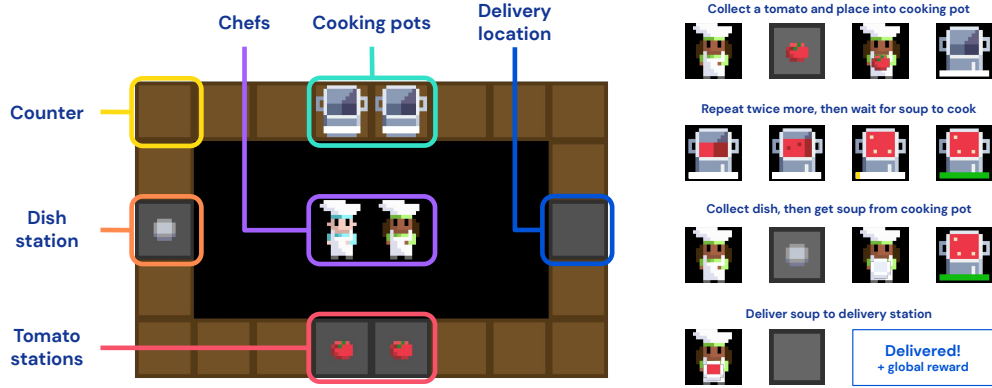 Chefs
Cooking pots
Delivery
location
Counter
Dish
station
Tomato
stations
Collect a tomato and place into cooking pot
Repeat twice more, then wait for soup to cook
Collect dish, then get soup from cooking pot
Deliver soup to delivery station
Delivered!
+ global reward